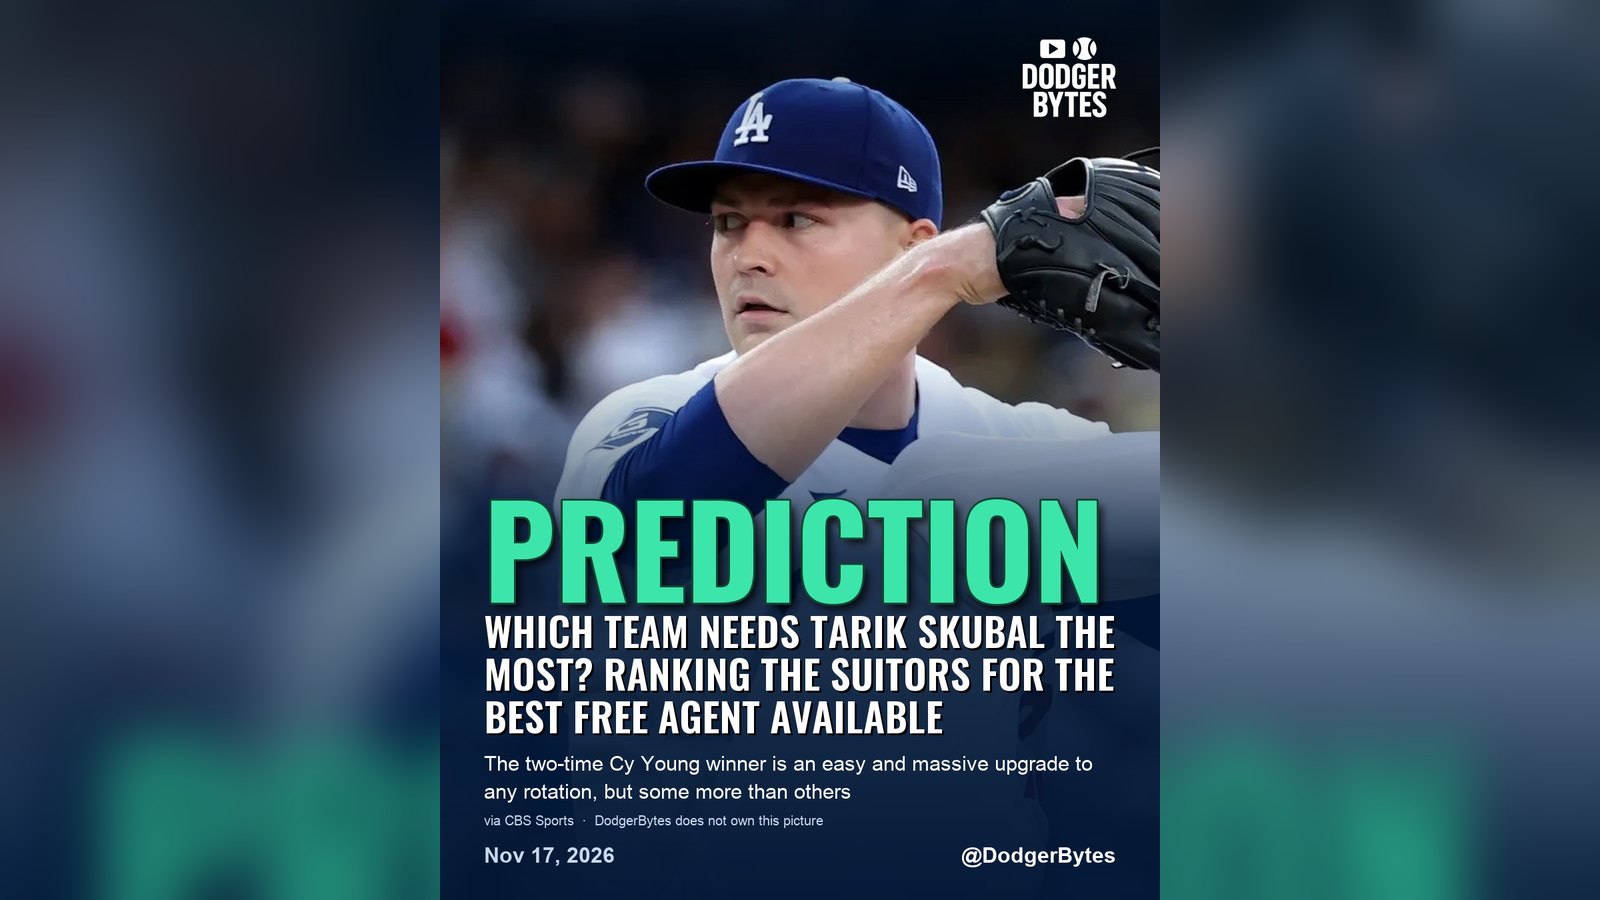 DODGER
BYTES
LA
PREDICTION
WHICH TEAM NEEDS TARIK SKUBAL THE
MOST? RANKING THE SUITORS FOR THE
BEST FREE AGENT AVAILABLE
The two-time Cy Young winner is an easy and massive upgrade to
any rotation, but some more than others
via CBS Sports · DodgerBytes does not own this picture
Nov 17, 2026
@DodgerBytes